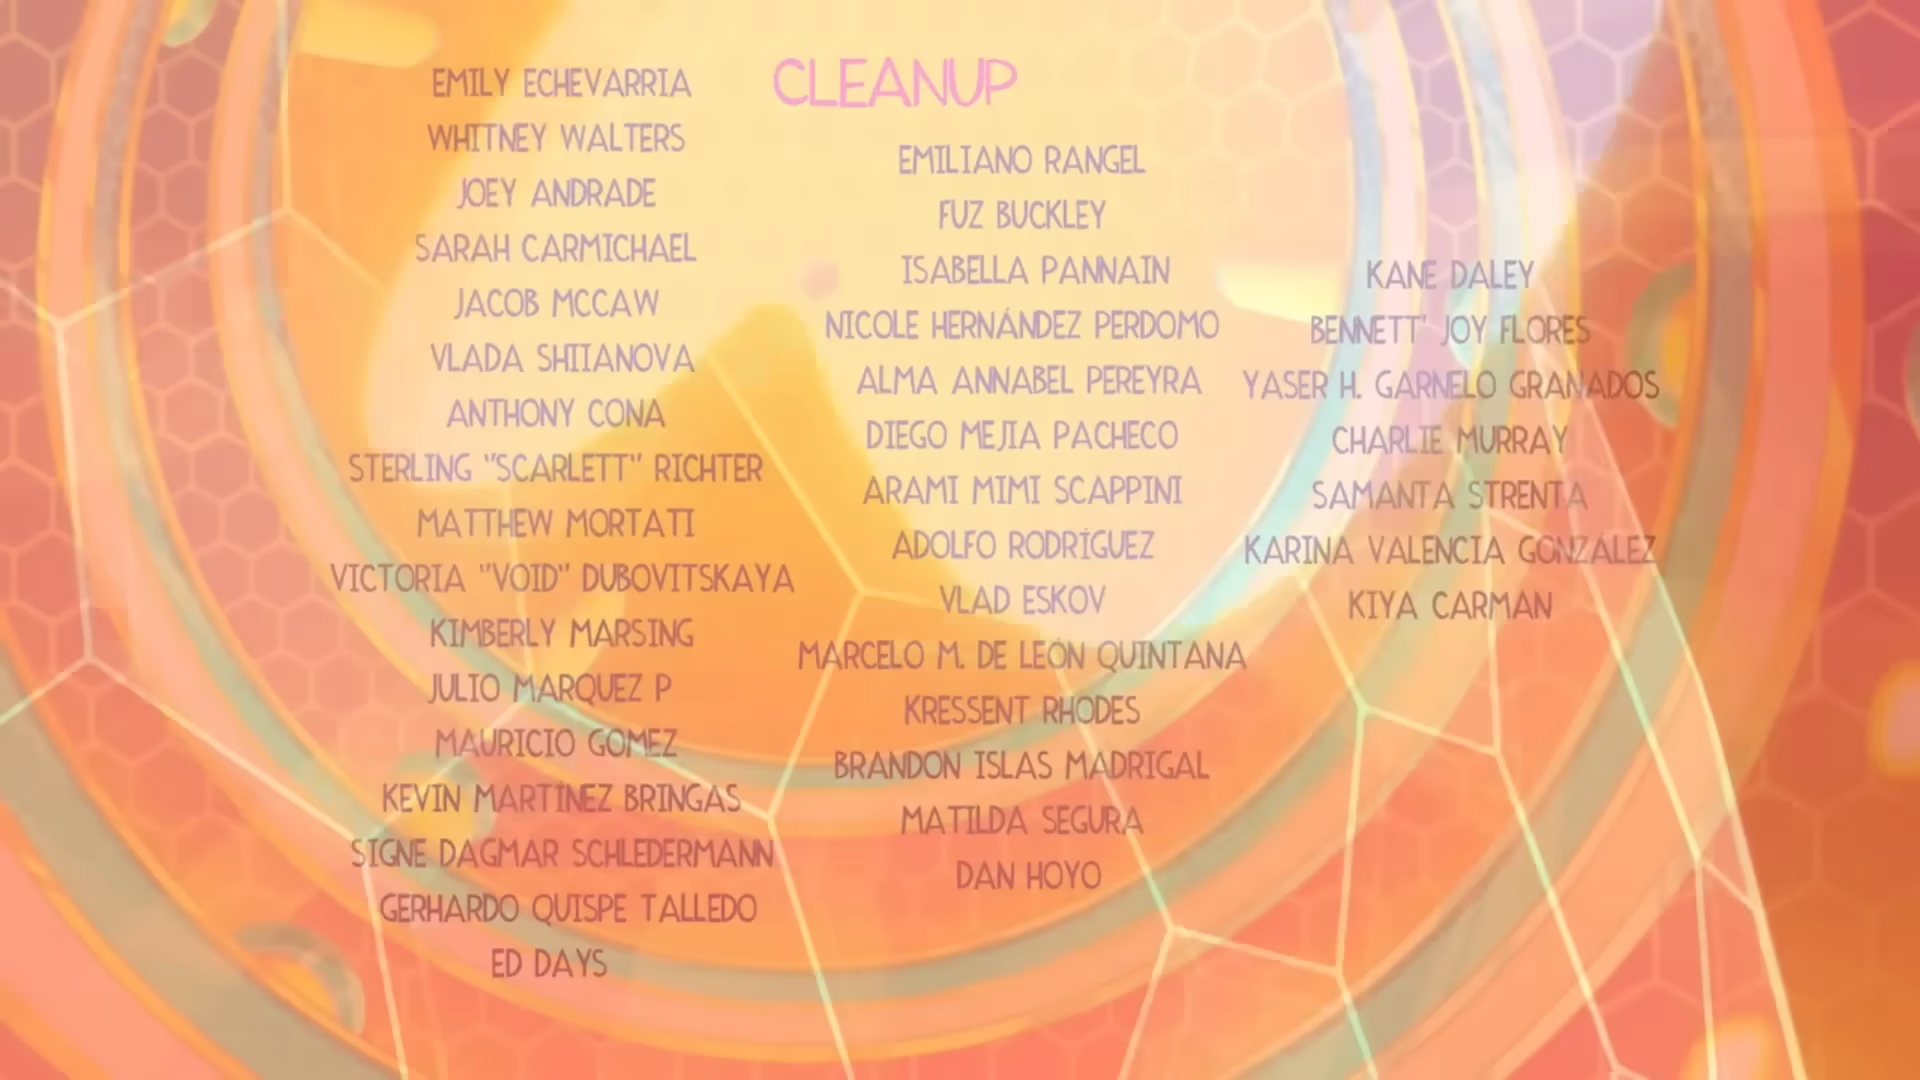 CLEANUP
EMILY ECHEVARRIA
WHITNEY WALTERS
JOEY ANDRADE
SARAH CARMICHAEL
JACOB MCCAW
VLADA SHIIANOVA
ANTHONY CONA
STERLING "SCARLETT" RICHTER
MATTHEW MORTATI
VICTORIA "VOID" DUBOVITSKAYA
KIMBERLY MARSING
JULIO MARQUEZ P
MAURICIO GOMEZ
KEVIN MARTÍNEZ BRINGAS
SIGNE DAGMAR SCHLEDERMANN
GERHARDO QUISPE TALLEDO
ED DAYS
EMILIANO RANGEL
FUZ BUCKLEY
ISABELLA PANNAIN
NICOLE HERNÁNDEZ PERDOMO
ALMA ANNABEL PEREYRA
DIEGO MEJIA PACHECO
ARAMI MIMI SCAPPINI
ADOLFO RODRÍGUEZ
VLAD ESKOV
MARCELO M. DE LEÓN QUINTANA
KRESSENT RHODES
BRANDON ISLAS MADRIGAL
MATILDA SEGURA
DAN HOYO
KANE DALEY
BENNETT' JOY FLORES
YASER H. GARNELO GRANADOS
CHARLIE MURRAY
SAMANTA STRENTA
KARINA VALENCIA GONZALEZ
KIYA CARMAN